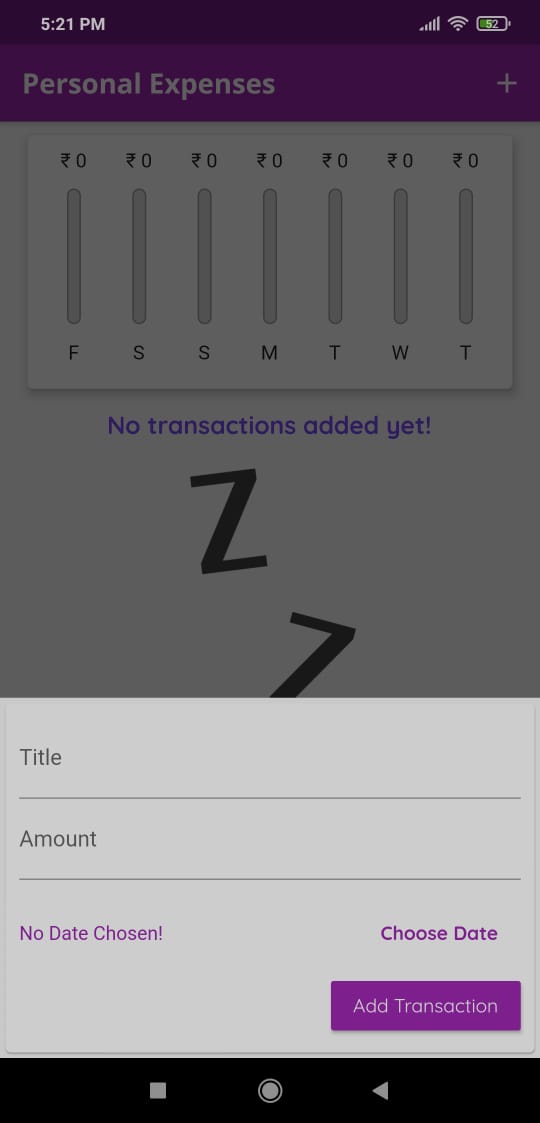 5:21 PM 52
Personal Expenses +
₹ 0 ₹ 0 ₹ 0 ₹ 0 ₹ 0 ₹ 0 ₹ 0
F S S M T W T
No transactions added yet!
Z
Z
Title
Amount
No Date Chosen! Choose Date
Add Transaction